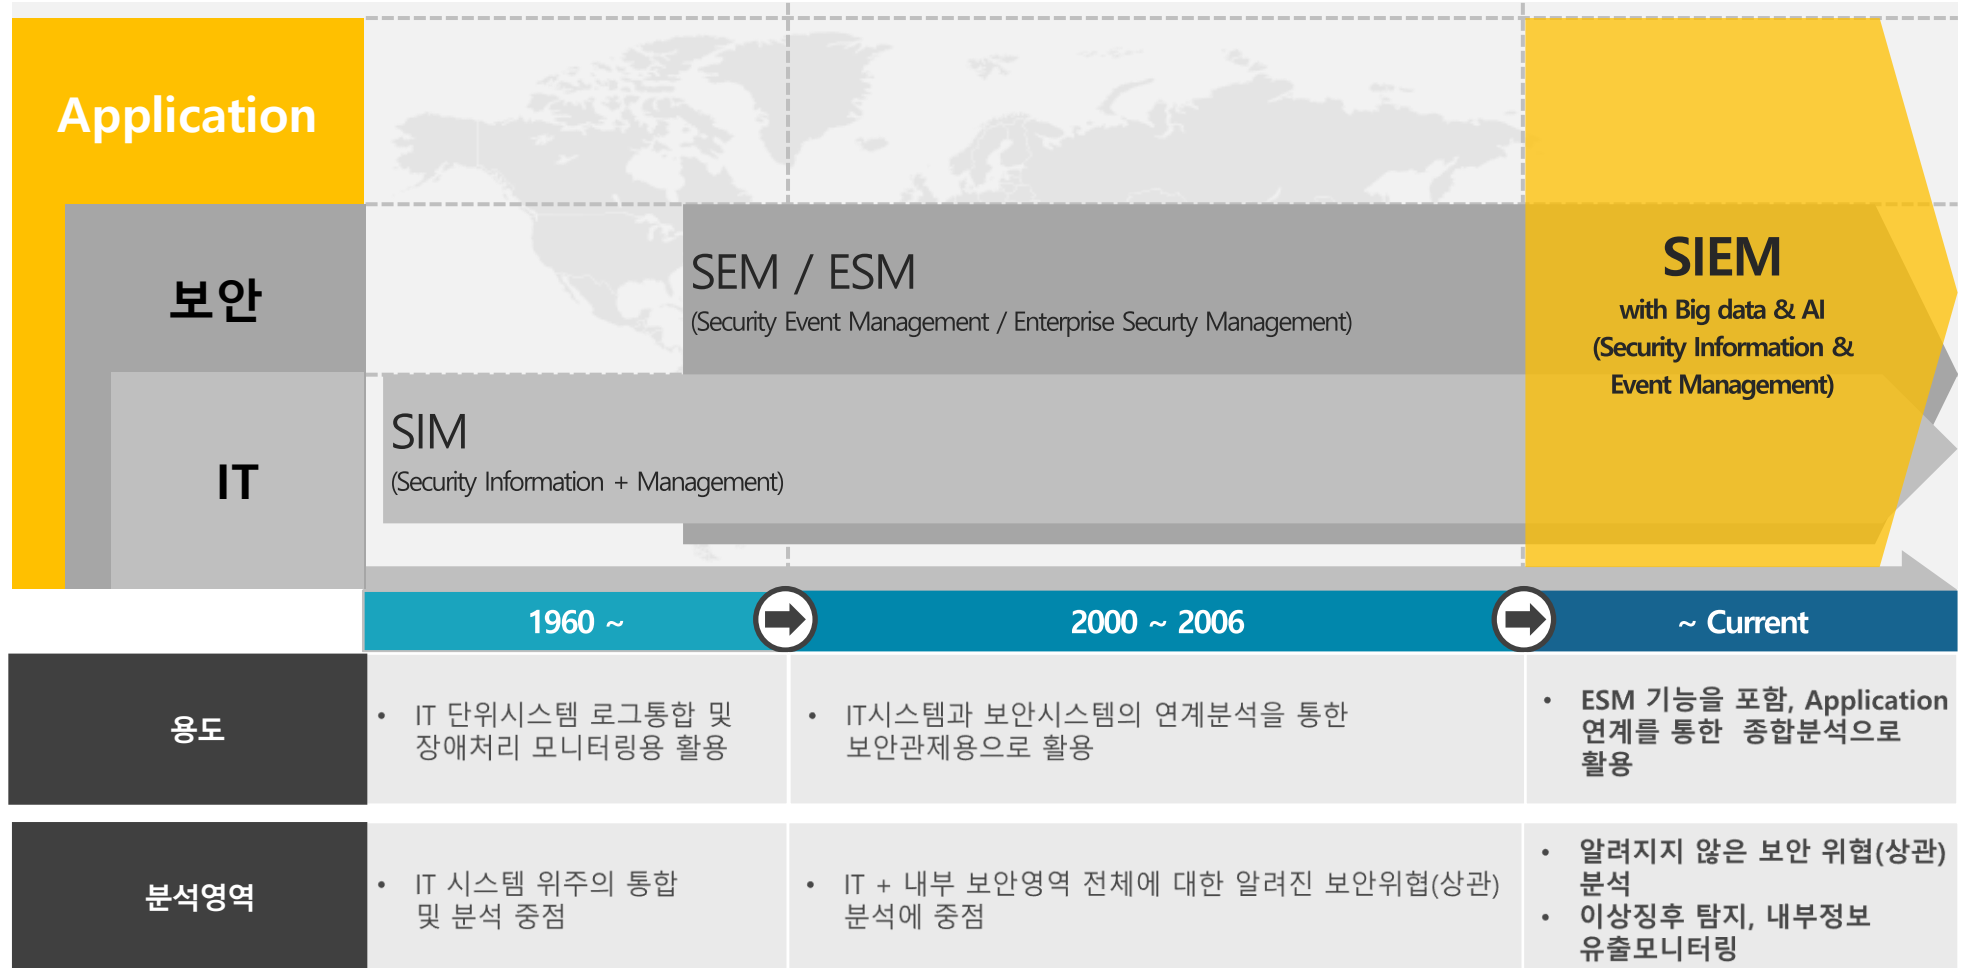 Application
보안
IT
SEM / ESM
(Security Event Management / Enterprise Securty Management)
SIM
(Security Information + Management)
SIEM
with Big data & AI
(Security Information &
Event Management)
1960 ~
2000 ~ 2006
~ Current
용도
• IT 단위시스템 로그통합 및
장애처리 모니터링용 활용
• IT시스템과 보안시스템의 연계분석을 통한
보안관제용으로 활용
• ESM 기능을 포함, Application
연계를 통한 종합분석으로
활용
분석영역
• IT 시스템 위주의 통합
및 분석 중점
• IT + 내부 보안영역 전체에 대한 알려진 보안위협(상관)
분석에 중점
• 알려지지 않은 보안 위협(상관)
분석
• 이상징후 탐지, 내부정보
유출모니터링